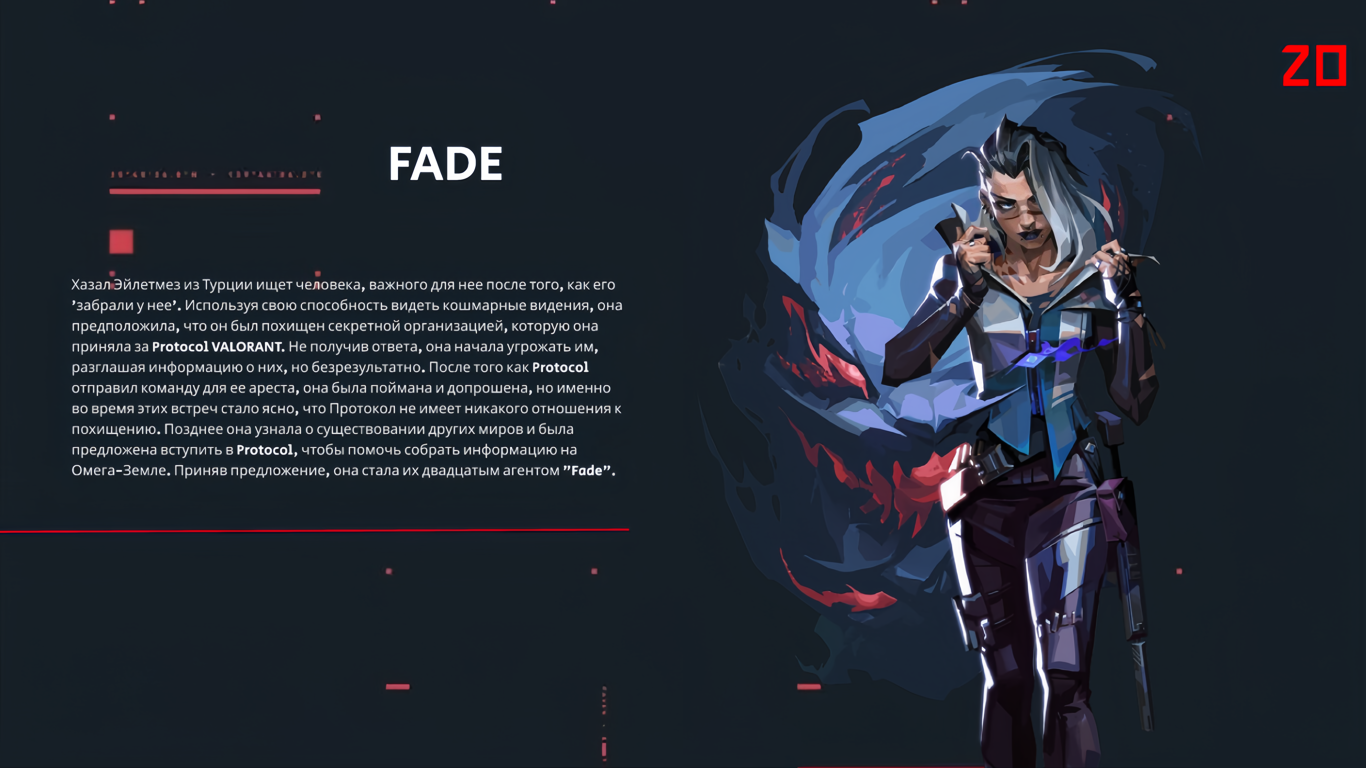 20
FADE
Хазал Эйлетмез из Турции ищет человека, важного для нее после того, как его
'забрали у нее'. Используя свою способность видеть кошмарные видения, она
предположила, что он был похищен секретной организацией, которую она
приняла за Protocol VALORANT. Не получив ответа, она начала угрожать им,
разглашая информацию о них, но безрезультатно. После того как Protocol
отправил команду для ее ареста, она была поймана и допрошена, но именно
во время этих встреч стало ясно, что Протокол не имеет никакого отношения к
похищению. Позднее она узнала о существовании других миров и была
предложена вступить в Protocol, чтобы помочь собрать информацию на
Омега-Земле. Приняв предложение, она стала их двадцатым агентом "Fade".